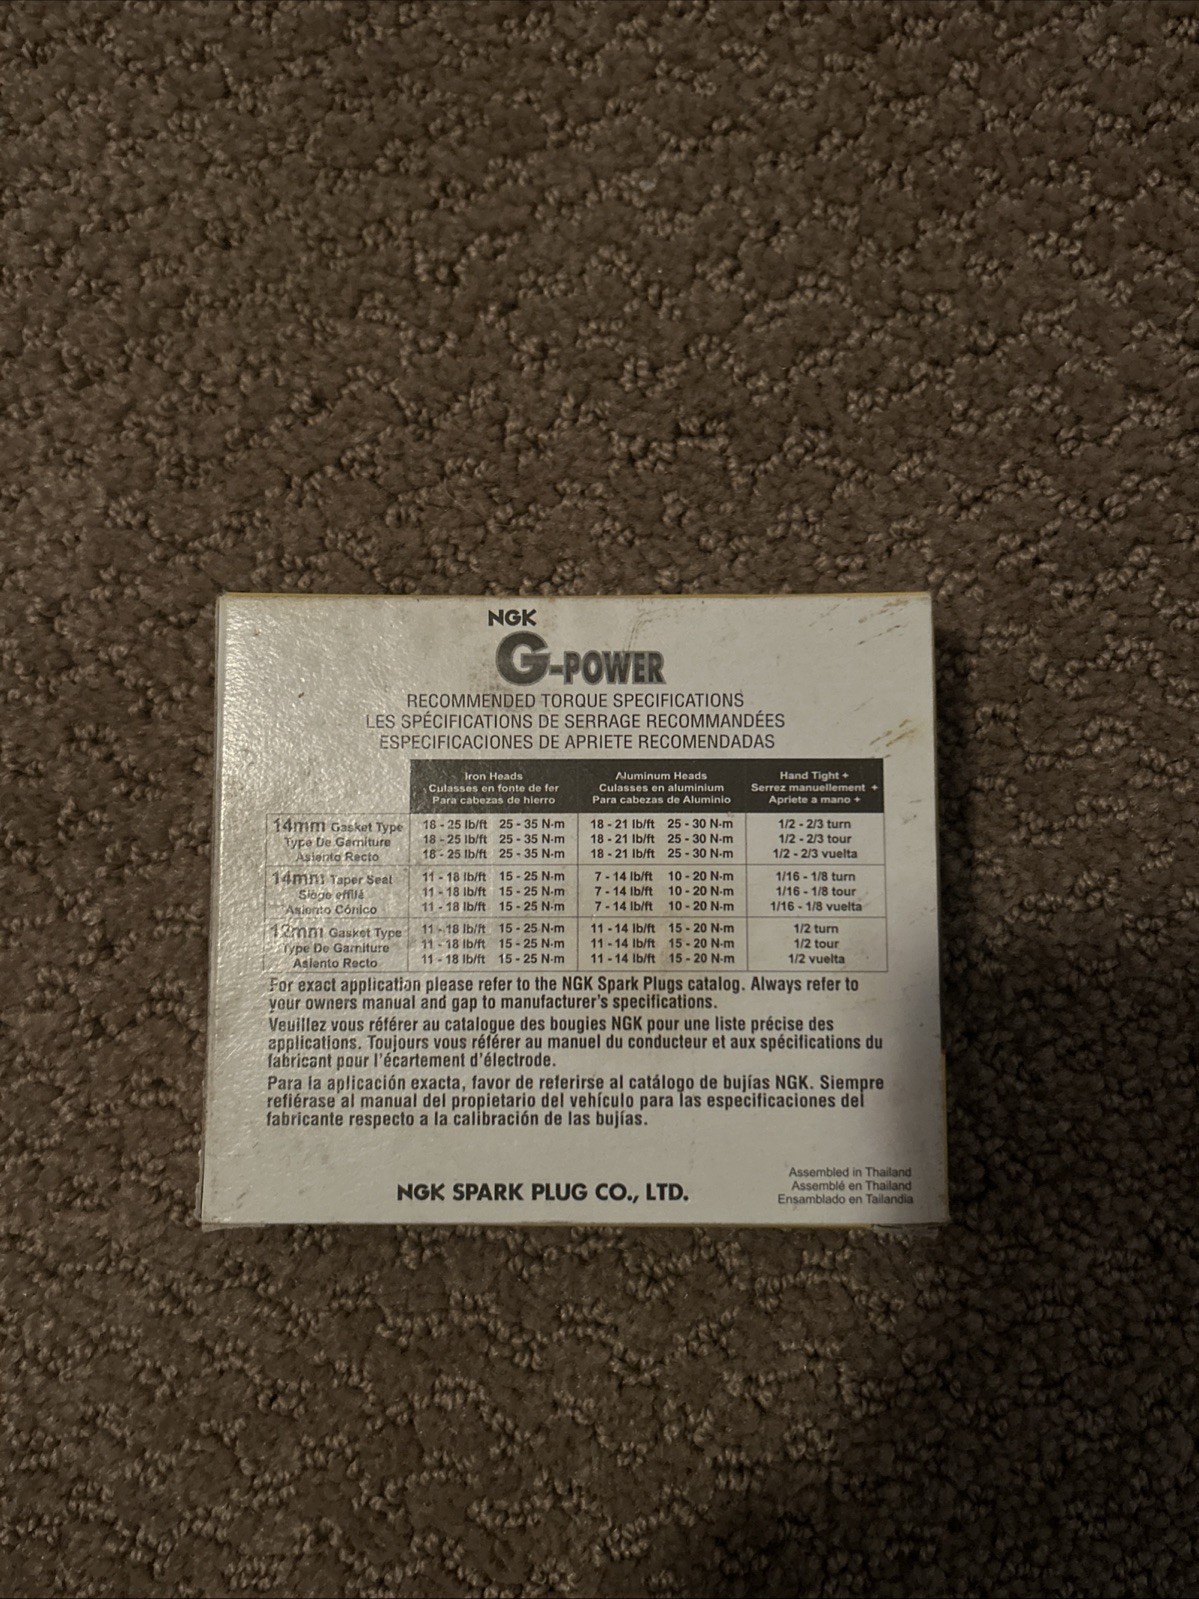 NGK
G-POWER
RECOMMENDED TORQUE SPECIFICATIONS
LES SPÉCIFICATIONS DE SERRAGE RECOMMANDÉES
ESPECIFICACIONES DE APRIETE RECOMENDADAS
Iron Heads Aluminum Heads Hand Tight +
Culasses en fonte de fer Culasses en aluminium Serrez manuellement +
Para cabezas de hierro Para cabezas de Aluminio Apriete a mano +
14mm Gasket Type 18 - 25 lb/ft 25 - 35 N·m 18 - 21 lb/ft 25 - 30 N·m 1/2 - 2/3 turn
Type De Garniture 18 - 25 lb/ft 25 - 35 N·m 18 - 21 lb/ft 25 - 30 N·m 1/2 - 2/3 tour
Asiento Recto 18 - 25 lb/ft 25 - 35 N·m 18 - 21 lb/ft 25 - 30 N·m 1/2 - 2/3 vuelta
14mm Taper Seat 11 - 18 lb/ft 15 - 25 N·m 7 - 14 lb/ft 10 - 20 N·m 1/16 - 1/8 turn
Siège effilé 11 - 18 lb/ft 15 - 25 N·m 7 - 14 lb/ft 10 - 20 N·m 1/16 - 1/8 tour
Asiento Cónico 11 - 18 lb/ft 15 - 25 N·m 7 - 14 lb/ft 10 - 20 N·m 1/16 - 1/8 vuelta
12mm Gasket Type 11 - 18 lb/ft 15 - 25 N·m 11 - 14 lb/ft 15 - 20 N·m 1/2 turn
Type De Garniture 11 - 18 lb/ft 15 - 25 N·m 11 - 14 lb/ft 15 - 20 N·m 1/2 tour
Asiento Recto 11 - 18 lb/ft 15 - 25 N·m 11 - 14 lb/ft 15 - 20 N·m 1/2 vuelta
For exact application please refer to the NGK Spark Plugs catalog. Always refer to
your owners manual and gap to manufacturer's specifications.
Veuillez vous référer au catalogue des bougies NGK pour une liste précise des
applications. Toujours vous référer au manuel du conducteur et aux spécifications du
fabricant pour l'écartement d'électrode.
Para la aplicación exacta, favor de referirse al catálogo de bujías NGK. Siempre
refiérase al manual del propietario del vehículo para las especificaciones del
fabricante respecto a la calibración de las bujías.
NGK SPARK PLUG CO., LTD.
Assembled in Thailand
Assemblé en Thailand
Ensamblado en Tailandia